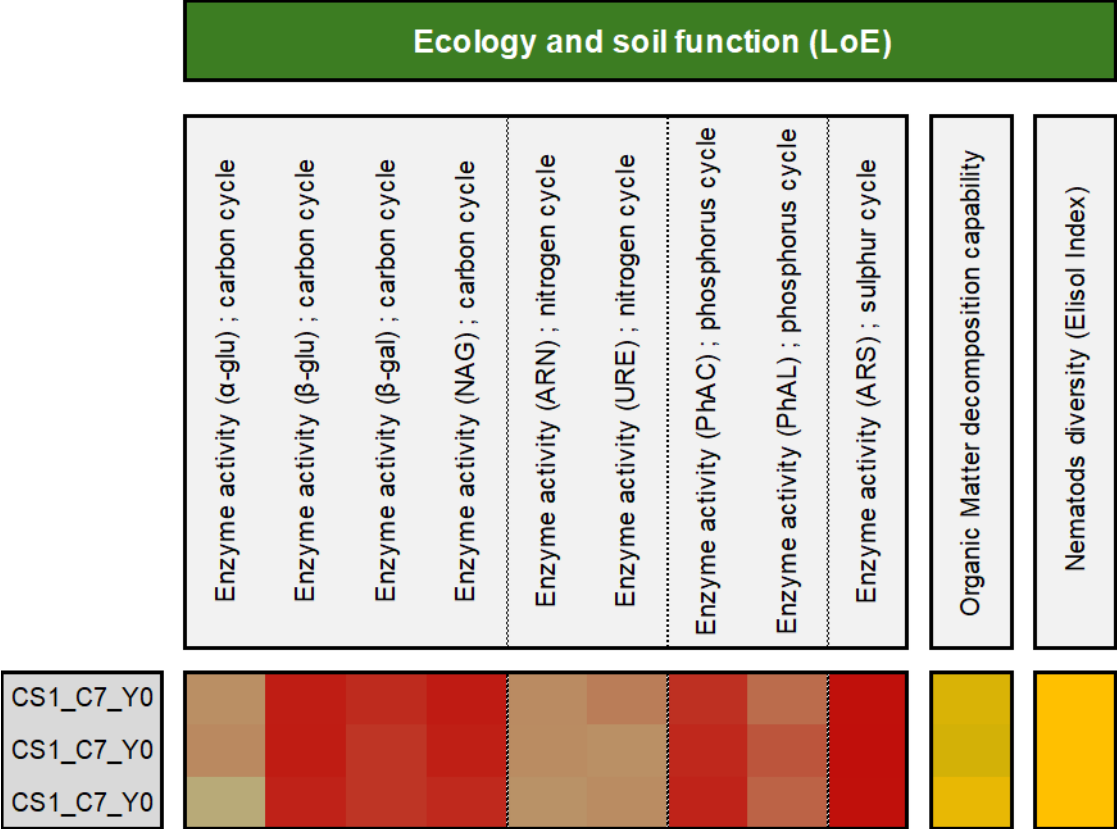 Ecology and soil function (LoE)
Enzyme activity (α-glu) ; carbon cycle
Enzyme activity (β-glu) ; carbon cycle
Enzyme activity (β-gal) ; carbon cycle
Enzyme activity (NAG) ; carbon cycle
Enzyme activity (ARN) ; nitrogen cycle
Enzyme activity (URE) ; nitrogen cycle
Enzyme activity (PhAC) ; phosphorus cycle
Enzyme activity (PhAL) ; phosphorus cycle
Enzyme activity (ARS) ; sulphur cycle
Organic Matter decomposition capability
Nematods diversity (Elisol Index)
CS1_C7_Y0
CS1_C7_Y0
CS1_C7_Y0